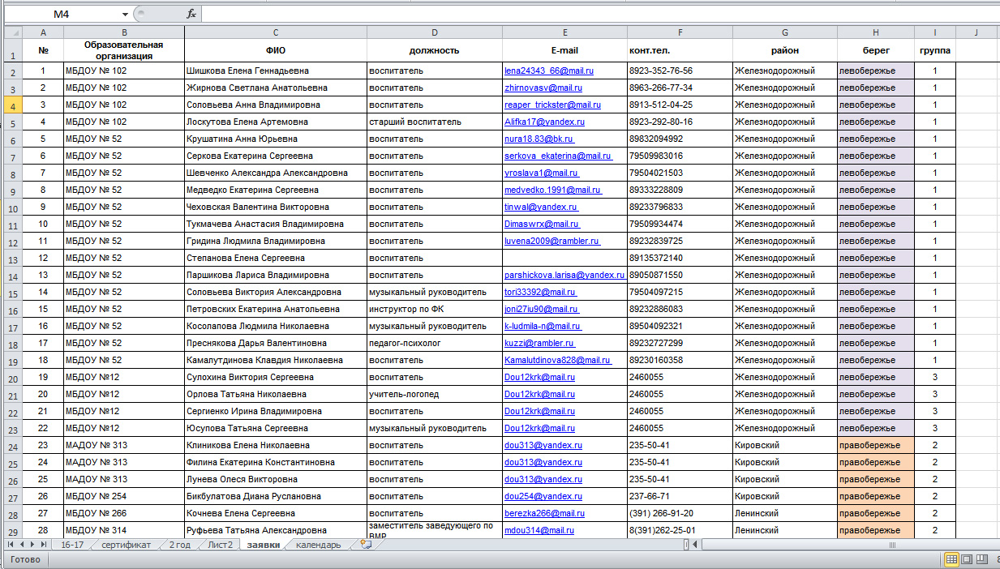 M4 fx
A B C D E F G H I J
1 № Образовательная организация ФИО должность E-mail конт.тел. район берег группа
2 1 МБДОУ № 102 Шишкова Елена Геннадьевна воспитатель lena24343_66@mail.ru 8923-352-76-56 Железнодорожный левобережье 1
3 2 МБДОУ № 102 Жирнова Светлана Анатольевна воспитатель zhirnovasv@mail.ru 8963-266-77-34 Железнодорожный левобережье 1
4 3 МБДОУ № 102 Соловьева Анна Владимировна воспитатель reaper_trickster@mail.ru 8913-512-04-25 Железнодорожный левобережье 1
5 4 МБДОУ № 102 Лоскутова Елена Артемовна старший воспитатель Alifka17@yandex.ru 8923-292-80-16 Железнодорожный левобережье 1
6 5 МБДОУ № 52 Крушатина Анна Юрьевна воспитатель nura18.83@bk.ru 89832094992 Железнодорожный левобережье 1
7 6 МБДОУ № 52 Серкова Екатерина Сергеевна воспитатель serkova_ekaterina@mail.ru 79509983016 Железнодорожный левобережье 1
8 7 МБДОУ № 52 Шевченко Александра Александровна воспитатель yroslava1@mail.ru 79504021503 Железнодорожный левобережье 1
9 8 МБДОУ № 52 Медведко Екатерина Сергеевна воспитатель medvedko.1991@mail.ru 89333228809 Железнодорожный левобережье 1
10 9 МБДОУ № 52 Чеховская Валентина Викторовна воспитатель tinwal@yandex.ru 89233796833 Железнодорожный левобережье 1
11 10 МБДОУ № 52 Тукмачева Анастасия Владимировна воспитатель Dimaswrx@mail.ru 79509934474 Железнодорожный левобережье 1
12 11 МБДОУ № 52 Гридина Людмила Владимировна воспитатель luvena2009@rambler.ru 89232839725 Железнодорожный левобережье 1
13 12 МБДОУ № 52 Степанова Елена Сергеевна воспитатель 89135372140 Железнодорожный левобережье 1
14 13 МБДОУ № 52 Паршикова Лариса Владимировна воспитатель parshickova.larisa@yandex.ru 89050871550 Железнодорожный левобережье 1
15 14 МБДОУ № 52 Соловьева Виктория Александровна музыкальный руководитель tori33392@mail.ru 79504097215 Железнодорожный левобережье 1
16 15 МБДОУ № 52 Петровских Екатерина Анатольевна инструктор по ФК joni27iu90@mail.ru 89232886083 Железнодорожный левобережье 1
17 16 МБДОУ № 52 Косолапова Людмила Николаевна музыкальный руководитель k-ludmila-n@mail.ru 89504092321 Железнодорожный левобережье 1
18 17 МБДОУ № 52 Преснякова Дарья Валентиновна педагог-психолог kuzzi@rambler.ru 89232727299 Железнодорожный левобережье 1
19 18 МБДОУ № 52 Камалутдинова Клавдия Николаевна воспитатель Kamalutdinova828@mail.ru 89230160358 Железнодорожный левобережье 1
20 19 МБДОУ №12 Сулохина Виктория Сергеевна воспитатель Dou12krk@mail.ru 2460055 Железнодорожный левобережье 3
21 20 МБДОУ №12 Орлова Татьяна Николаевна учитель-логопед Dou12krk@mail.ru 2460055 Железнодорожный левобережье 3
22 21 МБДОУ №12 Сергиенко Ирина Владимировна воспитатель Dou12krk@mail.ru 2460055 Железнодорожный левобережье 3
23 22 МБДОУ №12 Юсупова Татьяна Сергеевна музыкальный руководитель Dou12krk@mail.ru 2460055 Железнодорожный левобережье 3
24 23 МАДОУ № 313 Клиникова Елена Николаевна воспитатель dou313@yandex.ru 235-50-41 Кировский правобережье 2
25 24 МАДОУ № 313 Филина Екатерина Константиновна воспитатель dou313@yandex.ru 235-50-41 Кировский правобережье 2
26 25 МАДОУ № 313 Лунева Олеся Викторовна воспитатель dou313@yandex.ru 235-50-41 Кировский правобережье 2
27 26 МБДОУ № 254 Бикбулатова Диана Руслановна воспитатель dou254@yandex.ru 237-66-71 Кировский правобережье 2
28 27 МБДОУ № 266 Кочнева Елена Сергеевна воспитатель berezka266@mail.ru (391) 266-91-20 Ленинский правобережье 2
29 28 МБДОУ № 314 Руфьева Татьяна Александровна заместитель заведующего по ВМР mdou314@mail.ru 8(391)262-25-01 Ленинский правобережье 2
16-17 сертификат 2 год Лист2 заявки календарь
Готово